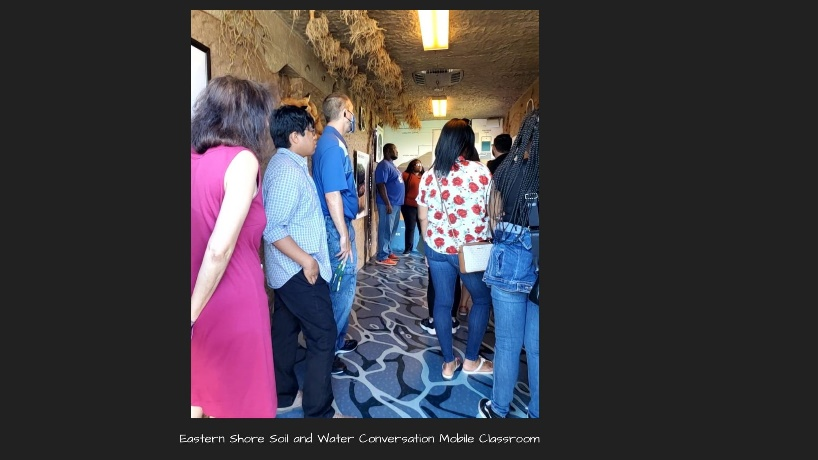 Eastern Shore Soil and Water Conversation Mobile Classroom